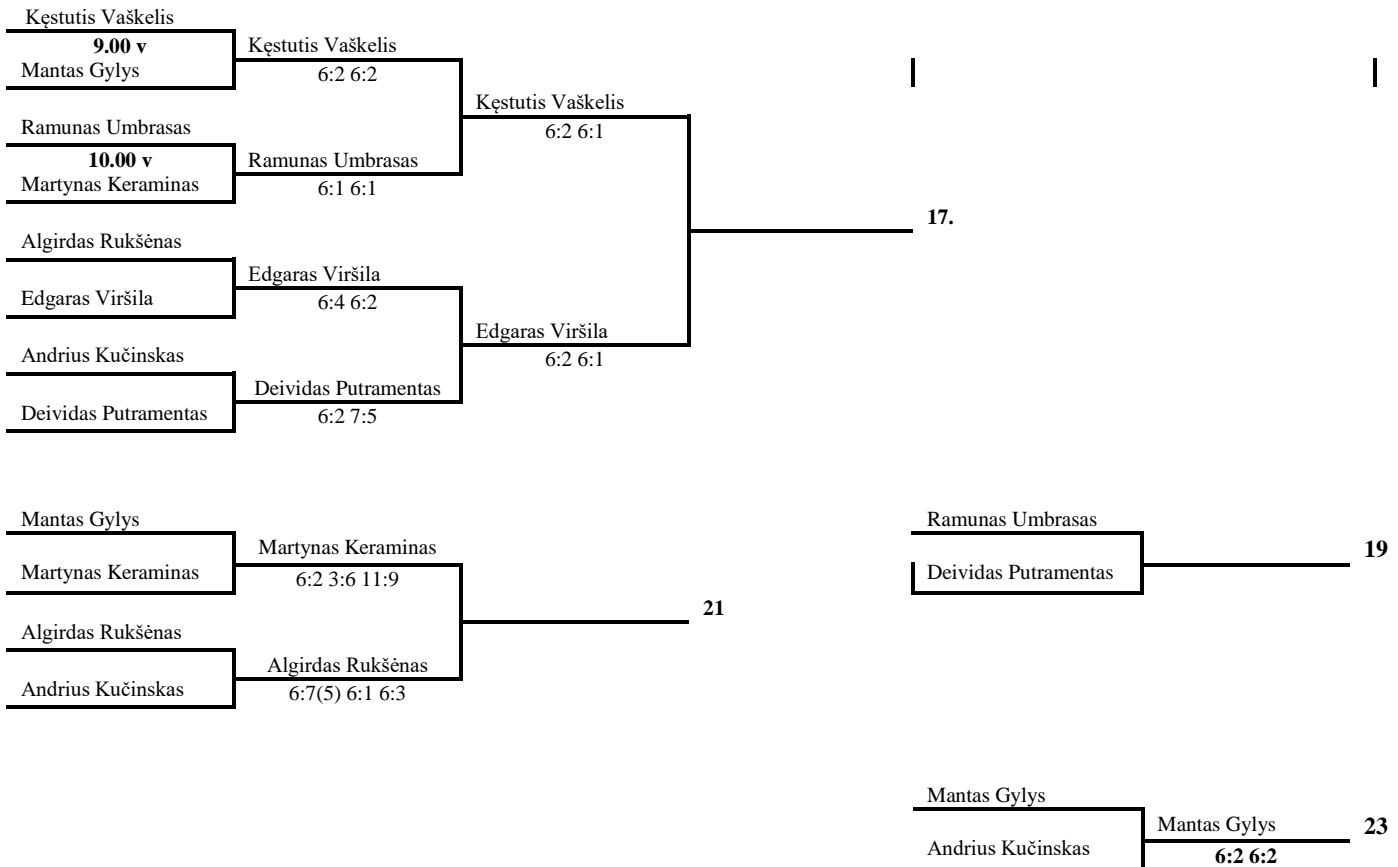 Kęstutis Vaškelis
9.00 v
Kęstutis Vaškelis
Mantas Gylys
6:2 6:2
Kęstutis Vaškelis
Ramunas Umbrasas
6:2 6:1
10.00 v
Ramunas Umbrasas
Martynas Keraminas
6:1 6:1
17.
Algirdas Rukšėnas
Edgaras Viršila
Edgaras Viršila
6:4 6:2
Edgaras Viršila
Andrius Kučinskas
6:2 6:1
Deividas Putramentas
Deividas Putramentas
6:2 7:5
Mantas Gylys
Ramunas Umbrasas
Martynas Keraminas
19
Martynas Keraminas
6:2 3:6 11:9
Deividas Putramentas
21
Algirdas Rukšėnas
Algirdas Rukšėnas
Andrius Kučinskas
6:7(5) 6:1 6:3
Mantas Gylys
Mantas Gylys
23
Andrius Kučinskas
6:2 6:2